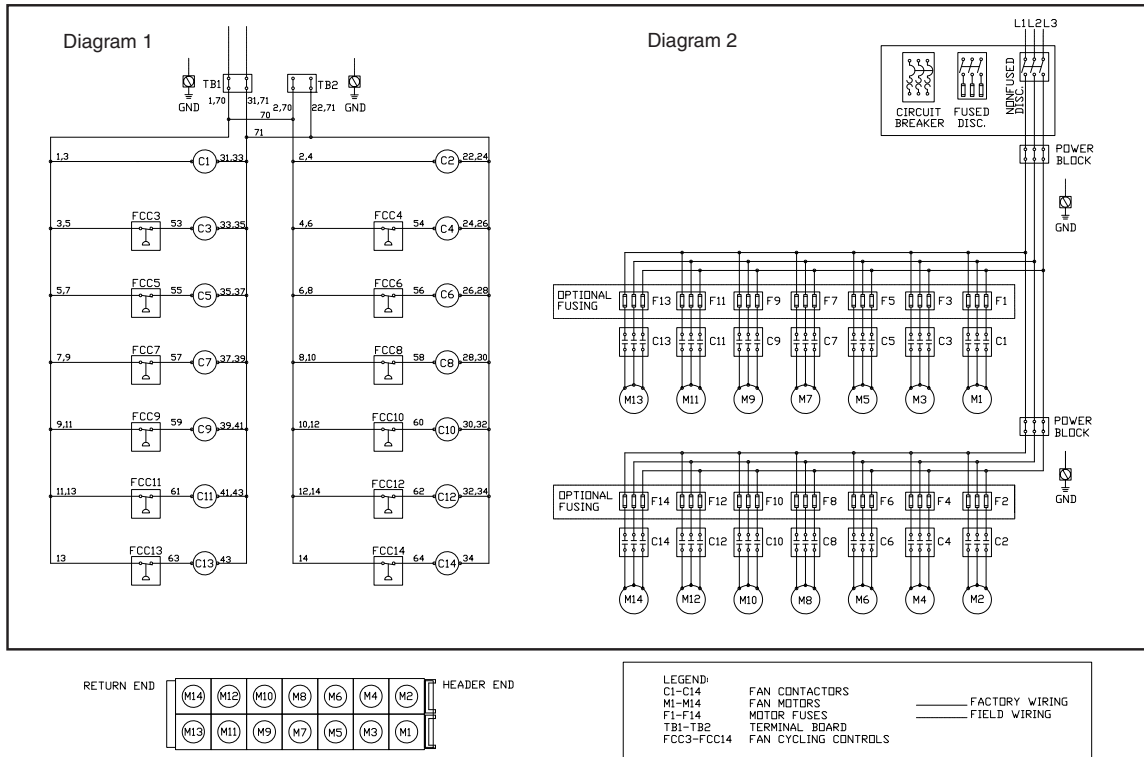 Diagram 1
Diagram 2
L1L2L3
TB1
TB2
GND
GND
1,70
31,71
2,70
22,71
70
71
NONFUSED DISC.
CIRCUIT BREAKER
FUSED DISC.
POWER BLOCK
GND
1,3
C1
31,33
2,4
C2
22,24
3,5
FCC3
53
C3
33,35
4,6
FCC4
54
C4
24,26
5,7
FCC5
55
C5
35,37
6,8
FCC6
56
C6
26,28
7,9
FCC7
57
C7
37,39
8,10
FCC8
58
C8
28,30
9,11
FCC9
59
C9
39,41
10,12
FCC10
60
C10
30,32
11,13
FCC11
61
C11
41,43
12,14
FCC12
62
C12
32,34
13
FCC13
63
C13
43
14
FCC14
64
C14
34
OPTIONAL FUSING
F13
F11
F9
F7
F5
F3
F1
C13
C11
C9
C7
C5
C3
C1
M13
M11
M9
M7
M5
M3
M1
POWER BLOCK
GND
OPTIONAL FUSING
F14
F12
F10
F8
F6
F4
F2
C14
C12
C10
C8
C6
C4
C2
M14
M12
M10
M8
M6
M4
M2
RETURN END
M14
M12
M10
M8
M6
M4
M2
HEADER END
M13
M11
M9
M7
M5
M3
M1
LEGEND:
C1-C14 FAN CONTACTORS
M1-M14 FAN MOTORS
F1-F14 MOTOR FUSES
TB1-TB2 TERMINAL BOARD
FCC3-FCC14 FAN CYCLING CONTROLS
FACTORY WIRING
FIELD WIRING